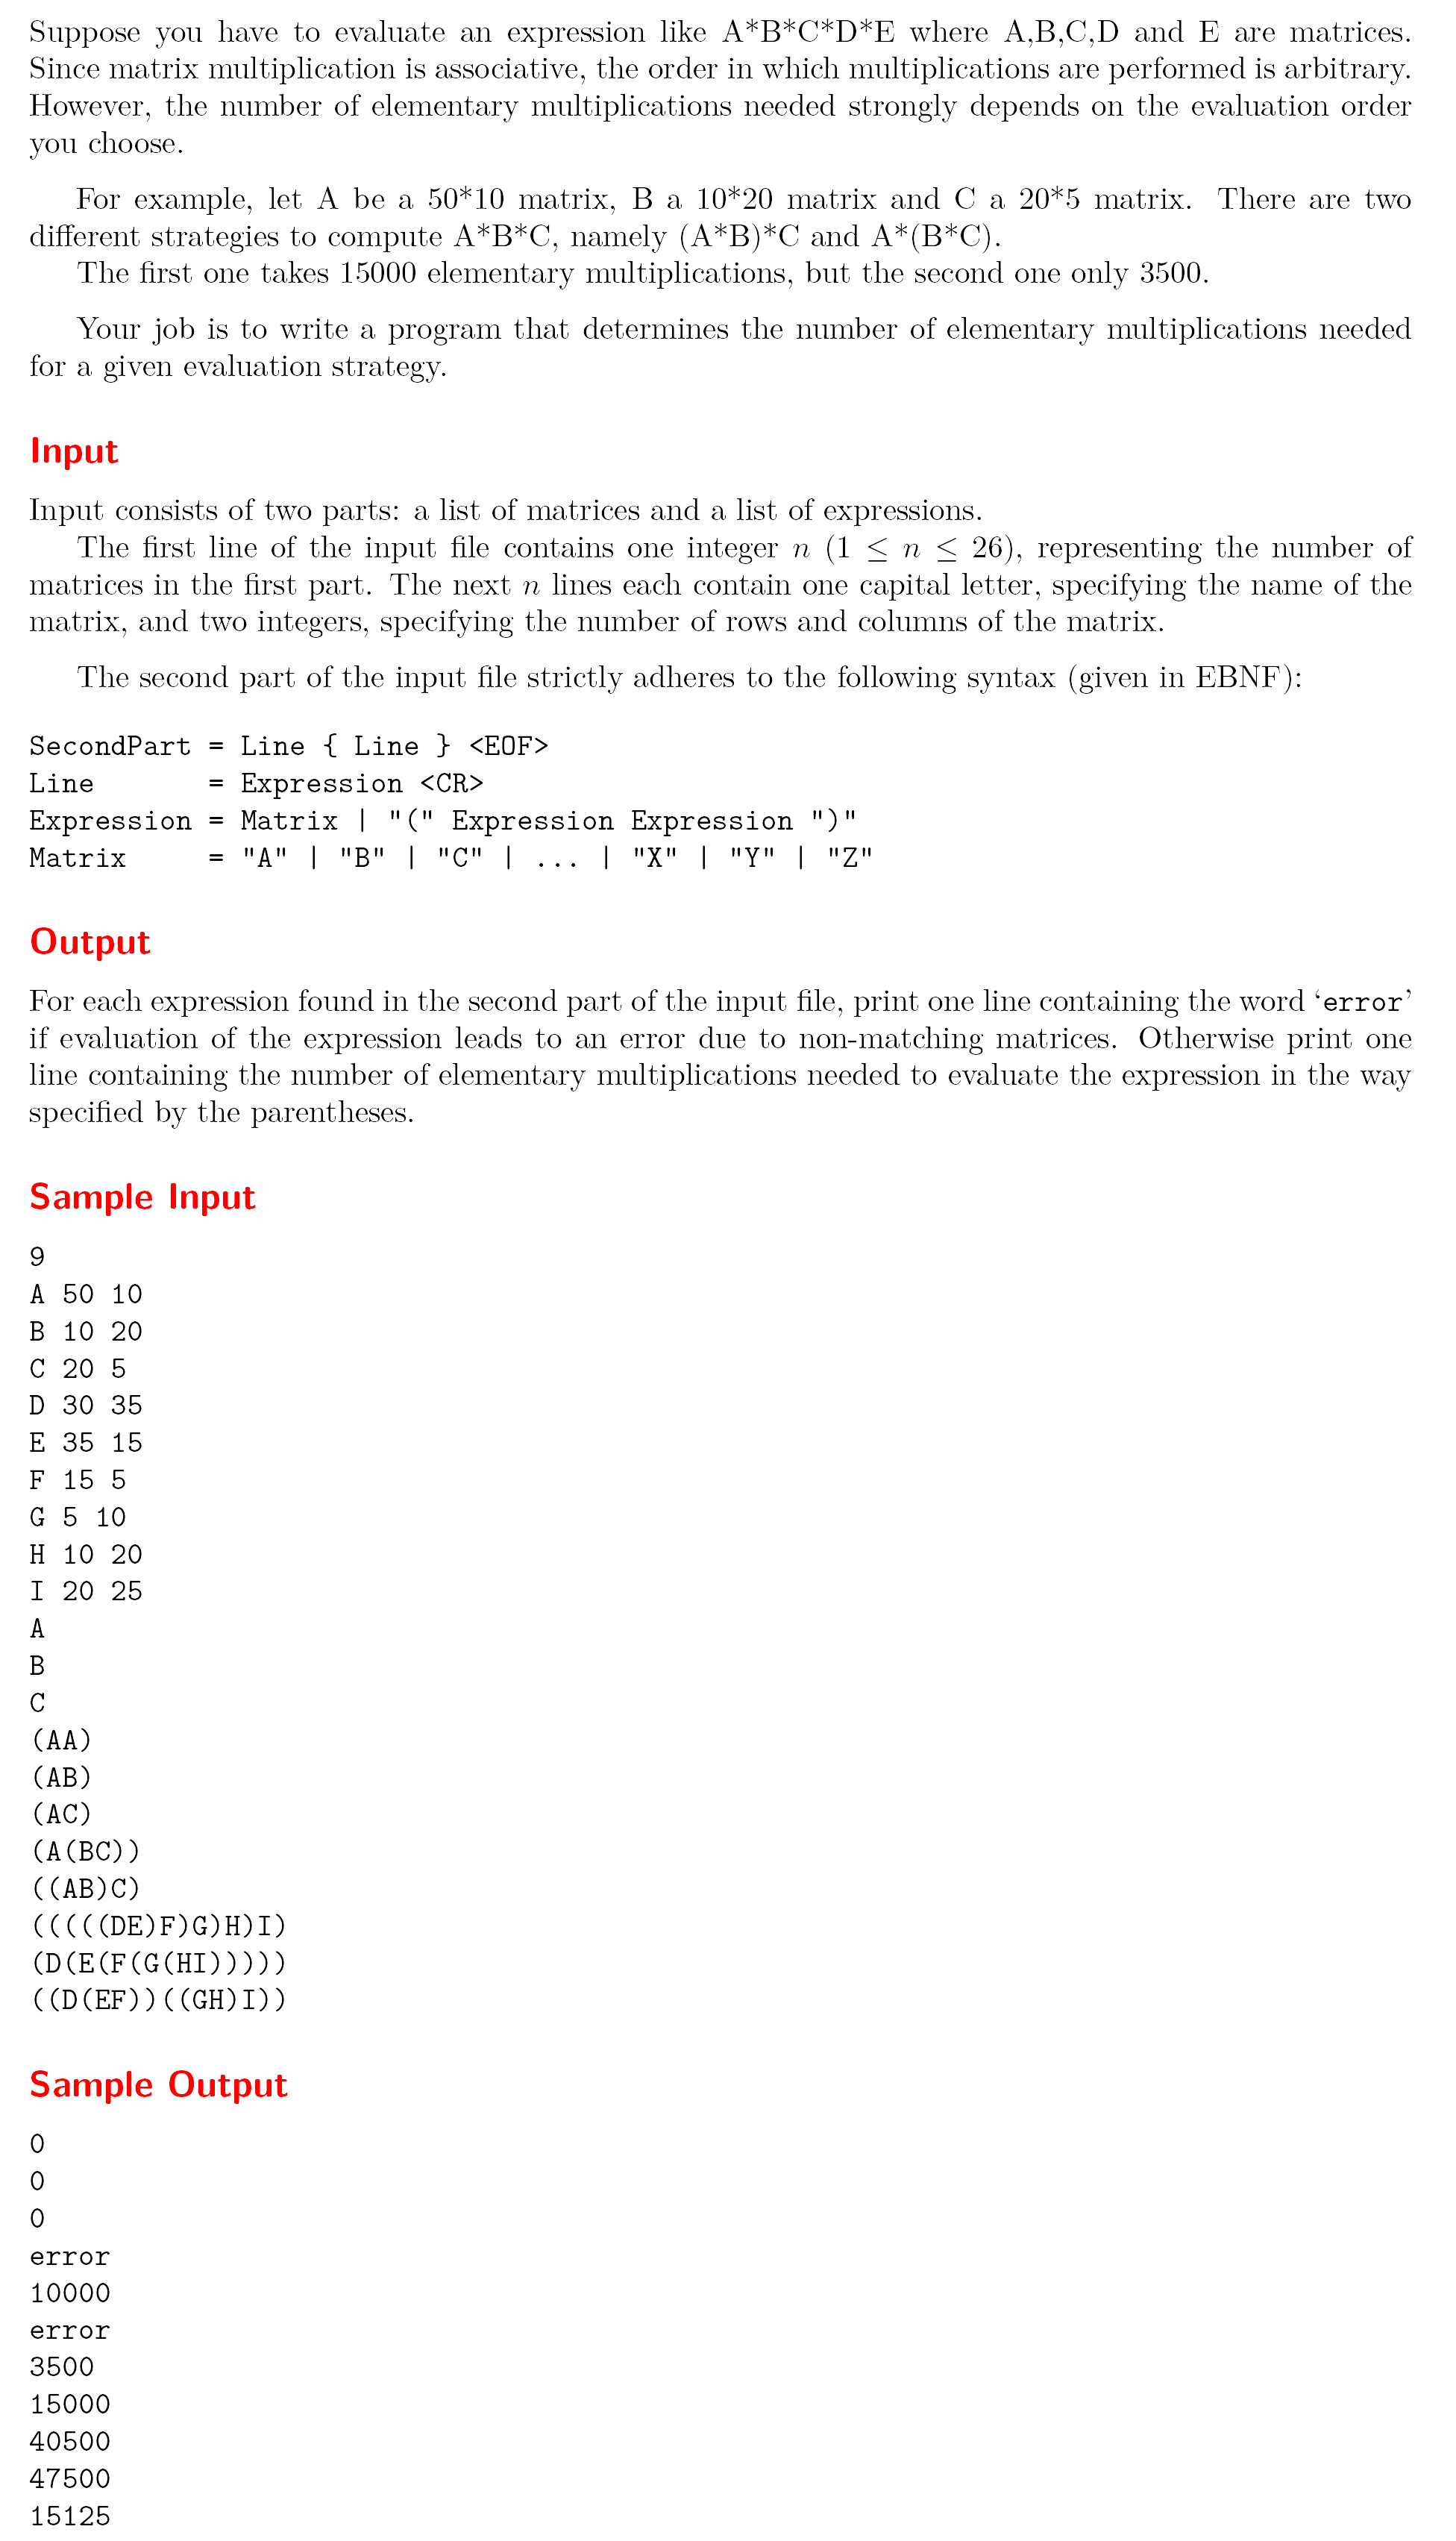 Suppose you have to evaluate an expression like A*B*C*D*E where A,B,C,D and E are matrices.
Since matrix multiplication is associative, the order in which multiplications are performed is arbitrary.
However, the number of elementary multiplications needed strongly depends on the evaluation order
you choose.
For example, let A be a 50*10 matrix, B a 10*20 matrix and C a 20*5 matrix. There are two
different strategies to compute A*B*C, namely (A*B)*C and A*(B*C).
The first one takes 15000 elementary multiplications, but the second one only 3500.
Your job is to write a program that determines the number of elementary multiplications needed
for a given evaluation strategy.
Input
Input consists of two parts: a list of matrices and a list of expressions.
The first line of the input file contains one integer n (1 ≤ n ≤ 26), representing the number of
matrices in the first part. The next n lines each contain one capital letter, specifying the name of the
matrix, and two integers, specifying the number of rows and columns of the matrix.
The second part of the input file strictly adheres to the following syntax (given in EBNF):
SecondPart = Line { Line } <EOF>
Line       = Expression <CR>
Expression = Matrix | "(" Expression Expression ")"
Matrix     = "A" | "B" | "C" | ... | "X" | "Y" | "Z"
Output
For each expression found in the second part of the input file, print one line containing the word ‘error’
if evaluation of the expression leads to an error due to non-matching matrices. Otherwise print one
line containing the number of elementary multiplications needed to evaluate the expression in the way
specified by the parentheses.
Sample Input
9
A 50 10
B 10 20
C 20 5
D 30 35
E 35 15
F 15 5
G 5 10
H 10 20
I 20 25
A
B
C
(AA)
(AB)
(AC)
(A(BC))
((AB)C)
(((((DE)F)G)H)I)
(D(E(F(G(HI)))))
((D(EF))((GH)I))
Sample Output
0
0
0
error
10000
error
3500
15000
40500
47500
15125